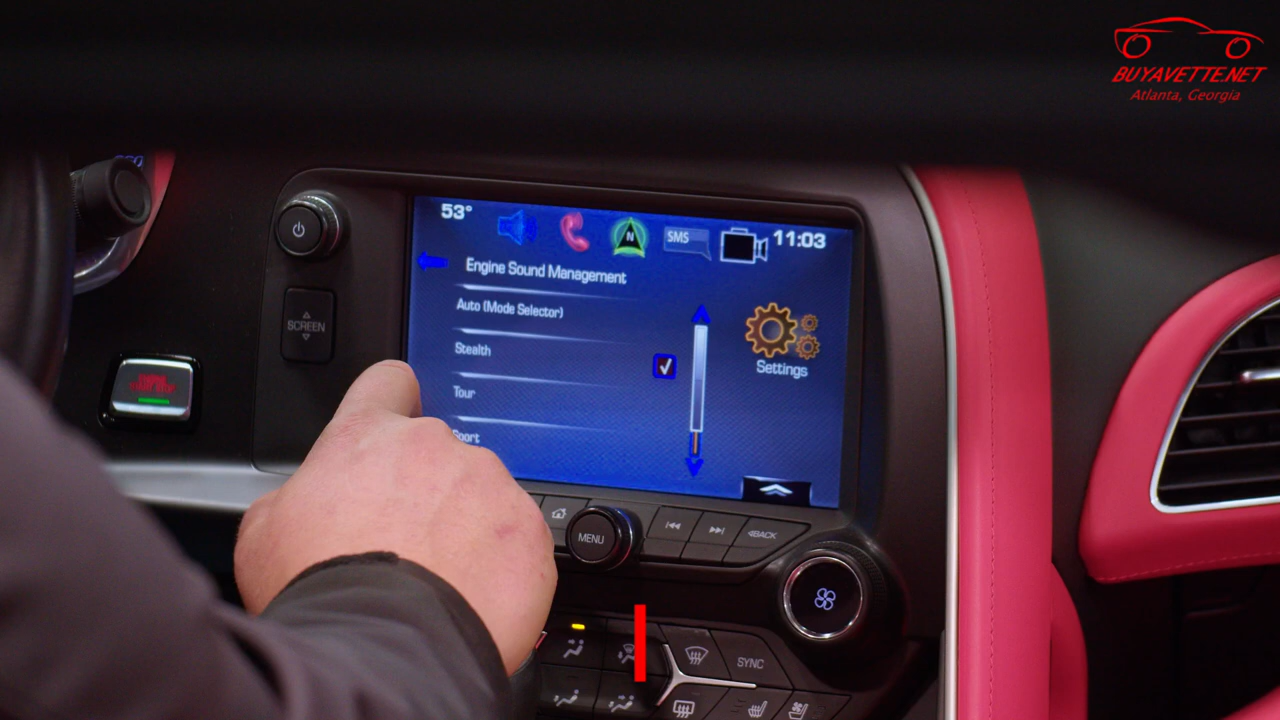 BUYAVETTE.NET
Atlanta, Georgia
53°
N
SMS
11:03
Engine Sound Management
Auto (Mode Selector)
Stealth
Tour
Sport
Settings
SCREEN
MENU
BACK
SYNC